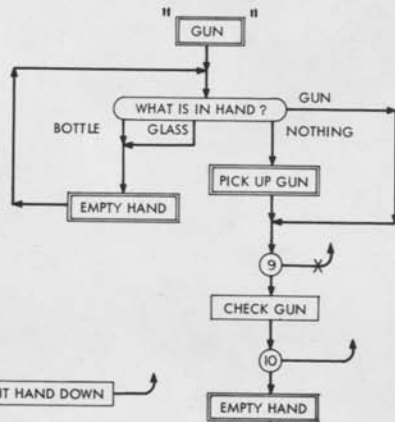 " GUN "
WHAT IS IN HAND ?
GUN
BOTTLE
GLASS
NOTHING
PICK UP GUN
EMPTY HAND
9
CHECK GUN
10
HAND DOWN
EMPTY HAND